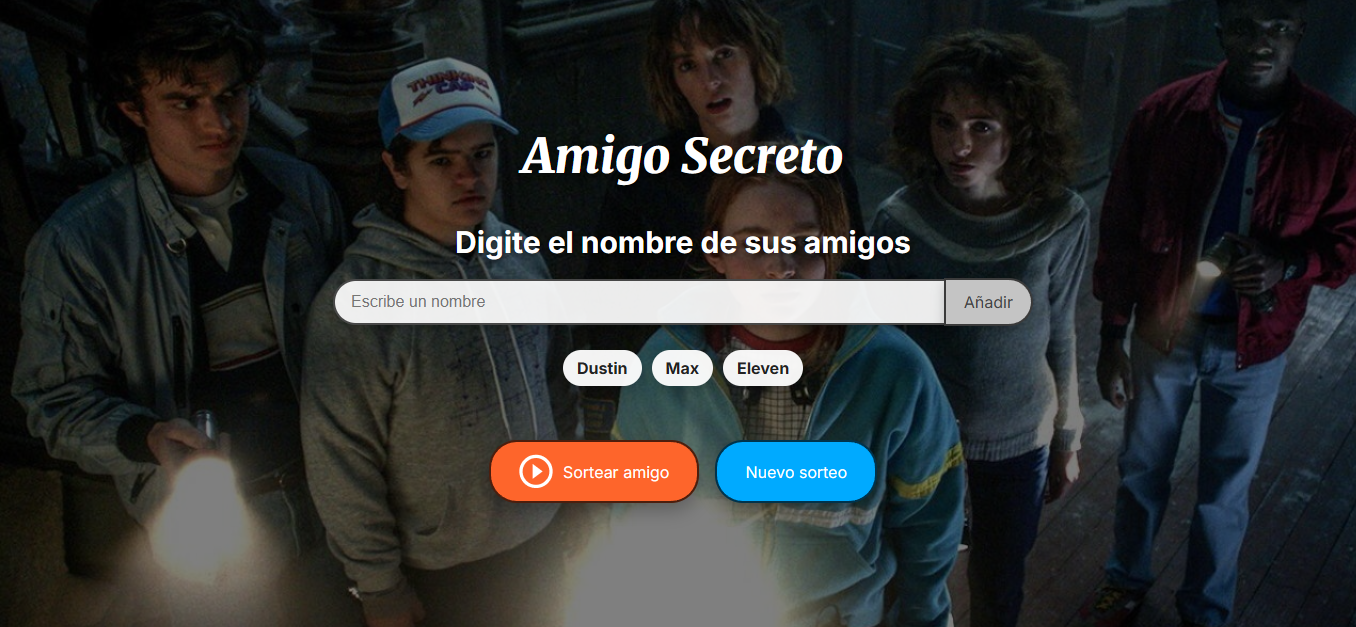 THINKING
CAP
Amigo Secreto
Digite el nombre de sus amigos
Escribe un nombre
Añadir
Dustin
Max
Eleven
Sortear amigo
Nuevo sorteo